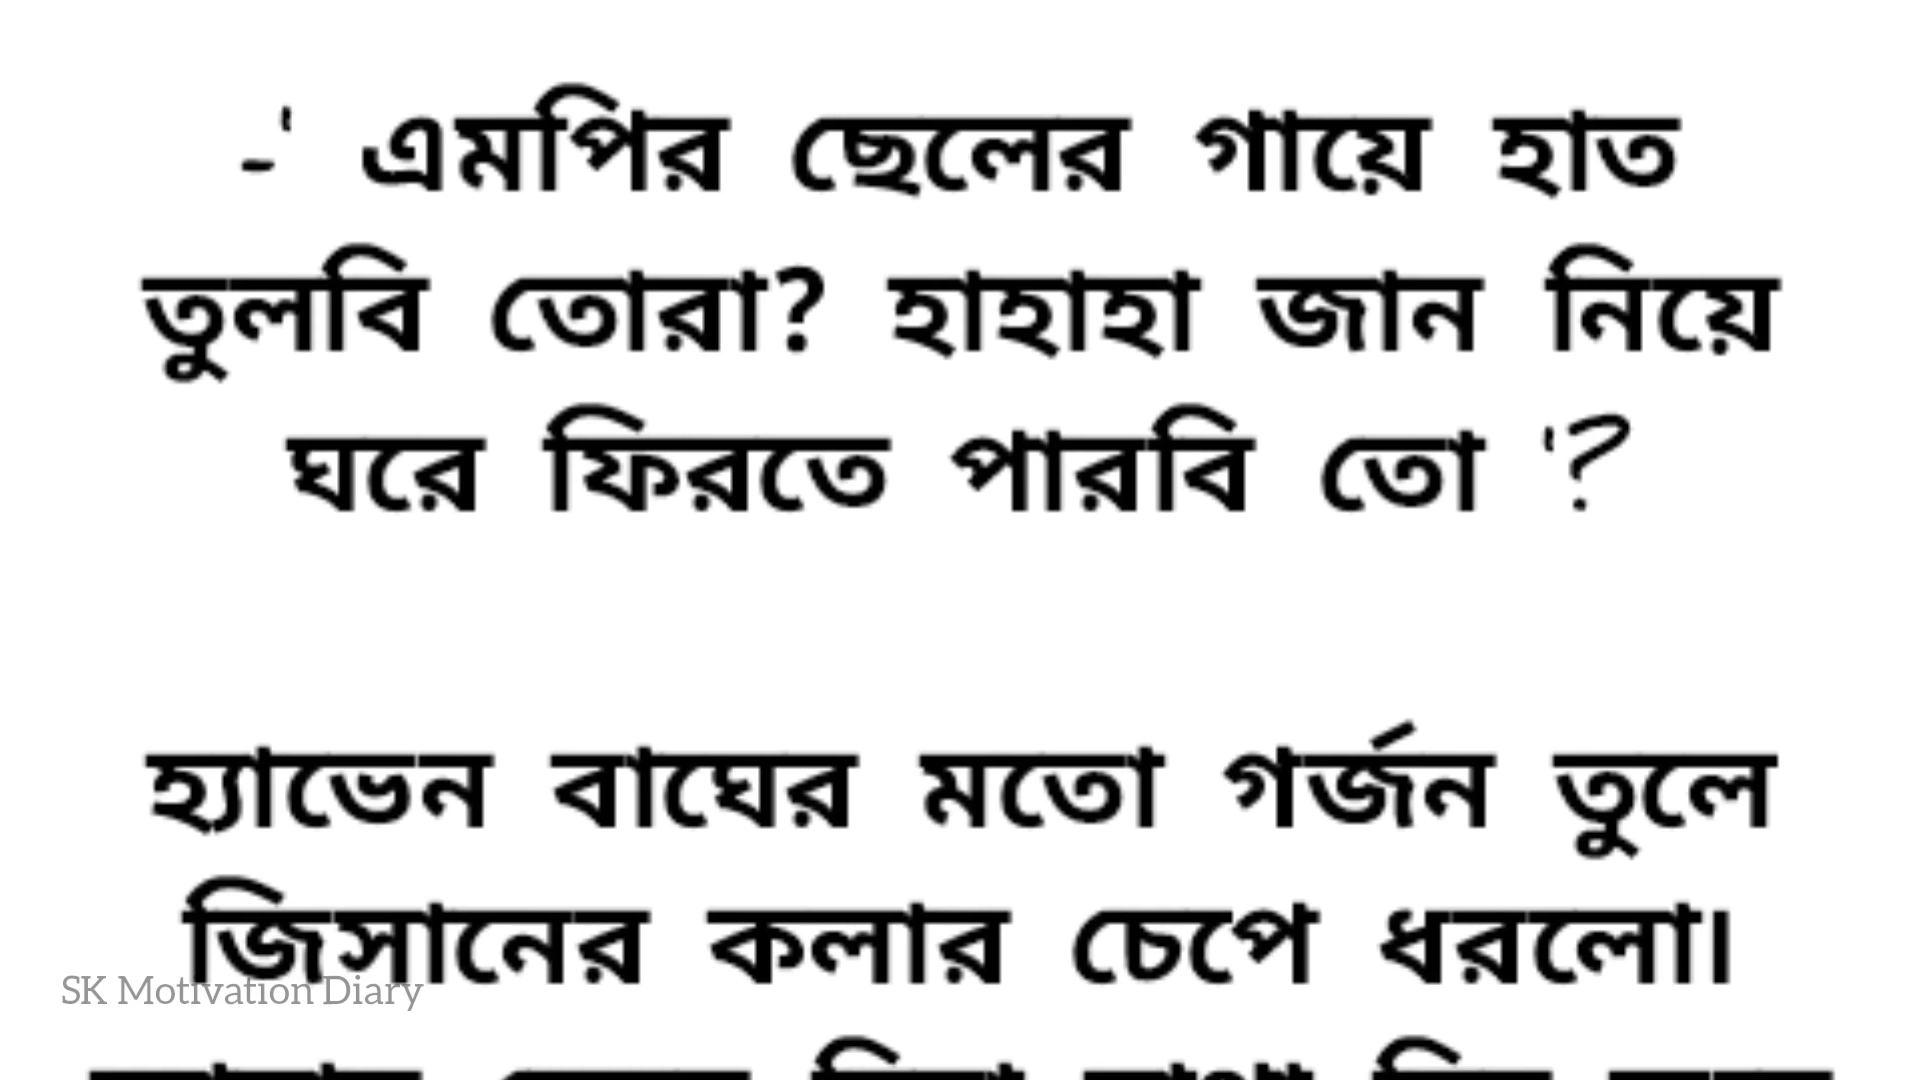 -' এমপির ছেলের গায়ে হাত
তুলবি তোরা? হাহাহা জান নিয়ে
ঘরে ফিরতে পারবি তো '?
হ্যাভেন বাঘের মতো গর্জন তুলে
জিসানের কলার চেপে ধরলো।
SK Motivation Diary